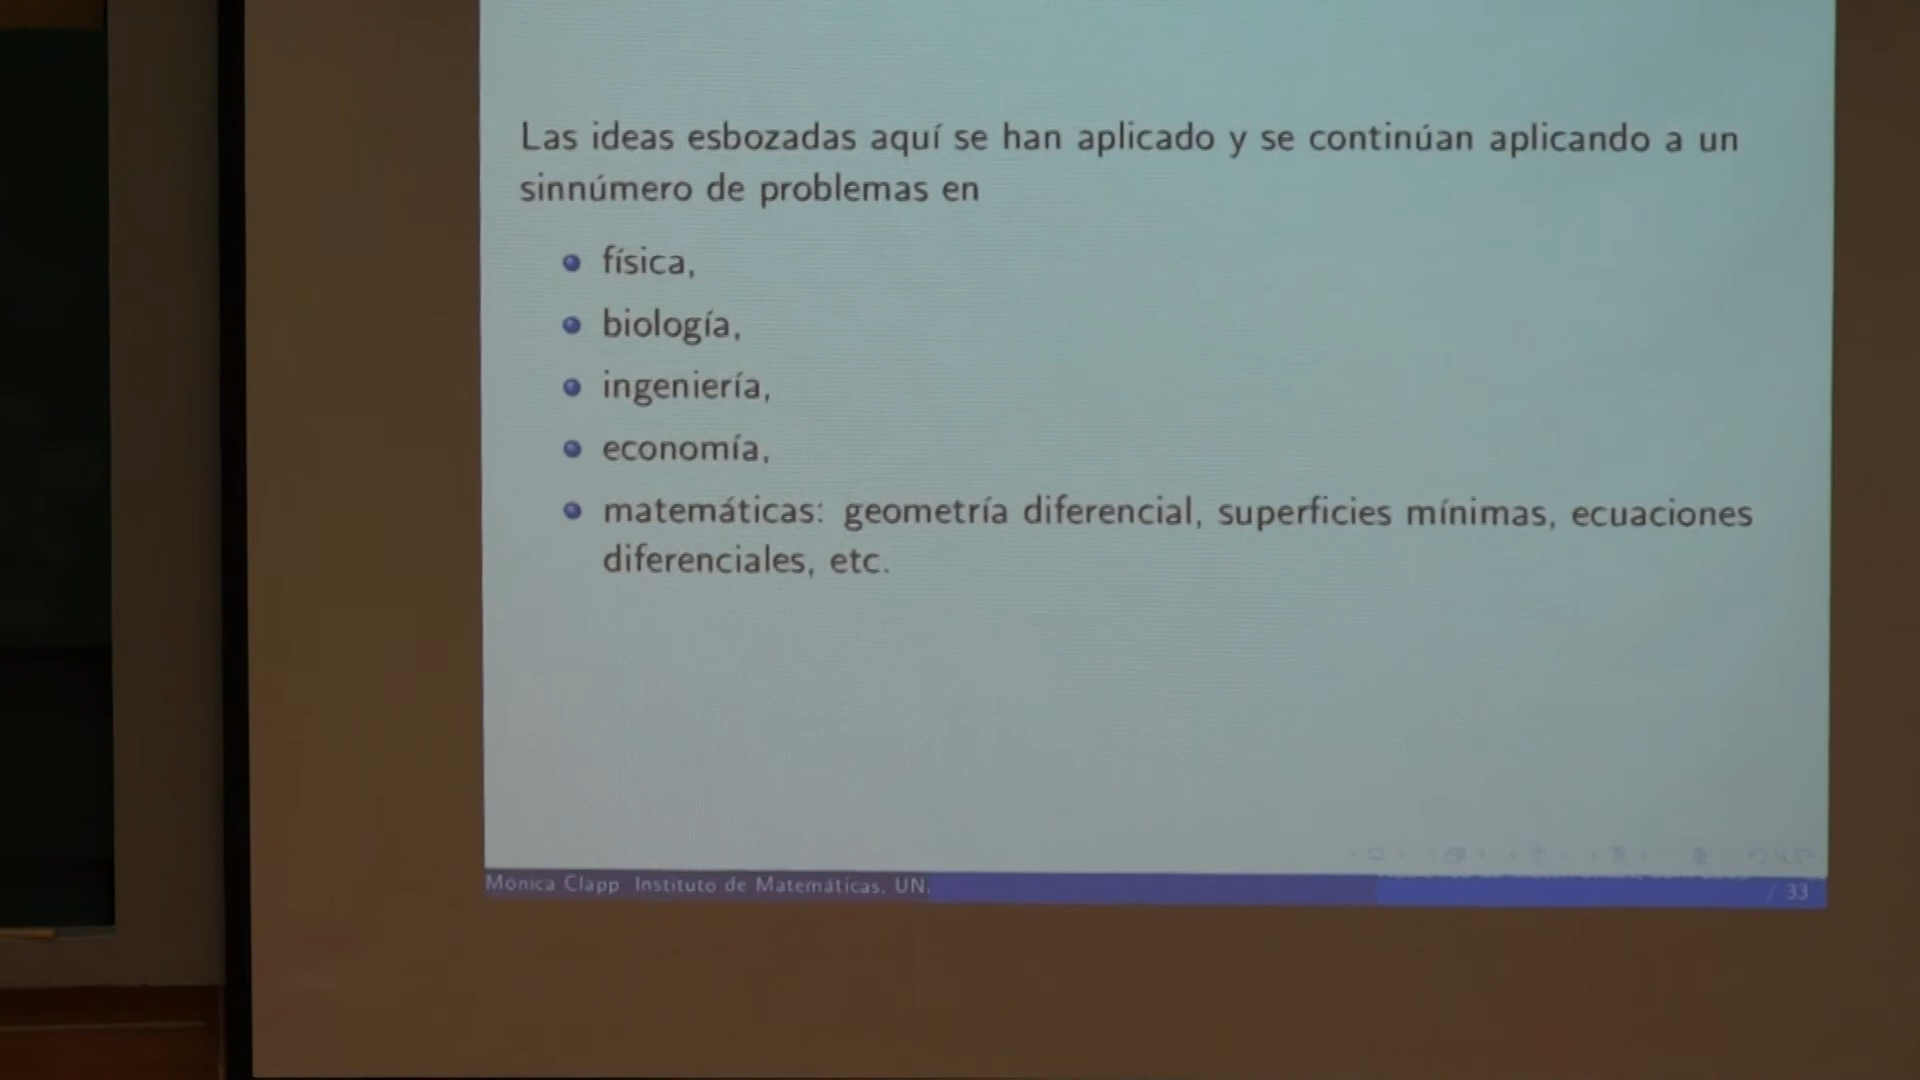 Las ideas esbozadas aquí se han aplicado y se continúan aplicando a un
sinnúmero de problemas en
física,
biología,
ingeniería,
economía,
matemáticas: geometría diferencial, superficies mínimas, ecuaciones
diferenciales, etc.
Mónica Clapp Instituto de Matemáticas, UN.
/ 33